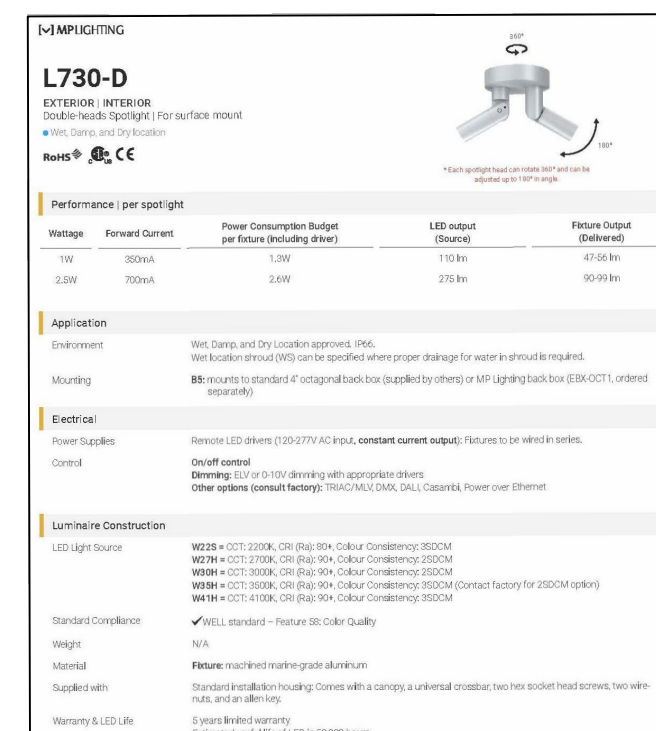 [✓] MPLIGHTING
360°
L730-D
EXTERIOR | INTERIOR
Double-heads Spotlight | For surface mount
Wet, Damp, and Dry location
RoHS CE
180°
* Each spotlight head can rotate 360° and can be
adjusted up to 180° in angle.
Performance | per spotlight
Wattage Forward Current Power Consumption Budget per fixture (including driver) LED output (Source) Fixture Output (Delivered)
1W 350mA 1.3W 110 lm 47-56 lm
2.5W 700mA 2.6W 275 lm 90-99 lm
Application
Environment Wet, Damp, and Dry Location approved. IP66.
Wet location shroud (WS) can be specified where proper drainage for water in shroud is required.
Mounting B5: mounts to standard 4" octagonal back box (supplied by others) or MP Lighting back box (EBX-OCT1, ordered
separately)
Electrical
Power Supplies Remote LED drivers (120-277V AC input, constant current output): Fixtures to be wired in series.
Control On/off control
Dimming: ELV or 0-10V dimming with appropriate drivers
Other options (consult factory): TRIAC/MLV, DMX, DALI, Casambi, Power over Ethernet
Luminaire Construction
LED Light Source W22S = CCT: 2200K, CRI (Ra): 80+, Colour Consistency: 3SDCM
W27H = CCT: 2700K, CRI (Ra): 90+, Colour Consistency: 2SDCM
W30H = CCT: 3000K, CRI (Ra): 90+, Colour Consistency: 2SDCM
W35H = CCT: 3500K, CRI (Ra): 90+, Colour Consistency: 3SDCM (Contact factory for 2SDCM option)
W41H = CCT: 4100K, CRI (Ra): 90+, Colour Consistency: 3SDCM
Standard Compliance ✓WELL standard – Feature 58: Color Quality
Weight N/A
Material Fixture: machined marine-grade aluminum
Supplied with Standard installation housing: Comes with a canopy, a universal crossbar, two hex socket head screws, two wire-
nuts, and an allen key.
Warranty & LED Life 5 years limited warranty